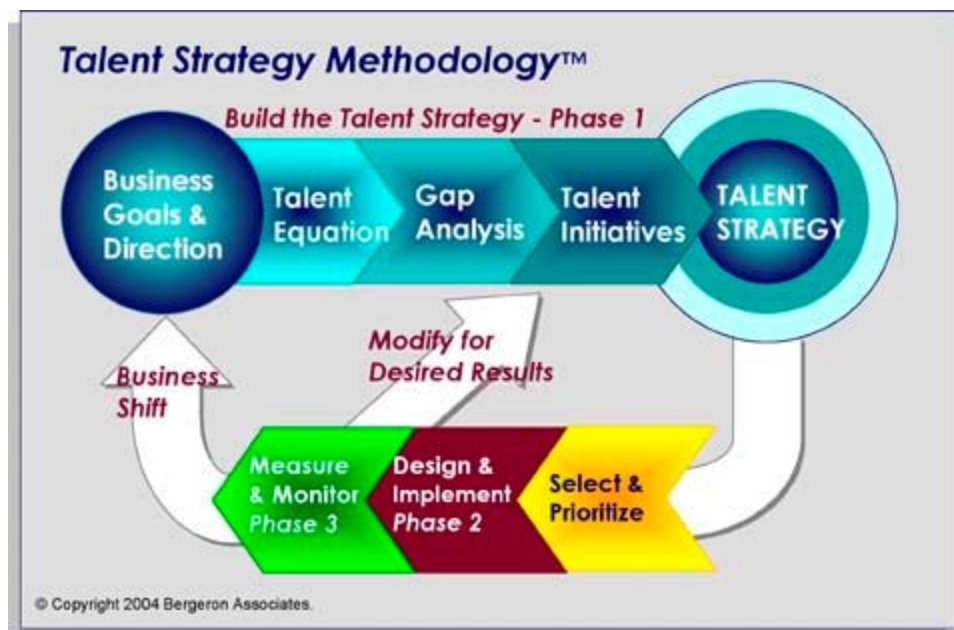 Talent Strategy Methodology™
Build the Talent Strategy - Phase 1
Business
Goals &
Direction
Talent
Equation
Gap
Analysis
Talent
Initiatives
TALENT
STRATEGY
Modify for
Desired Results
Business
Shift
Measure
& Monitor
Phase 3
Design &
Implement
Phase 2
Select &
Prioritize
© Copyright 2004 Bergeron Associates.